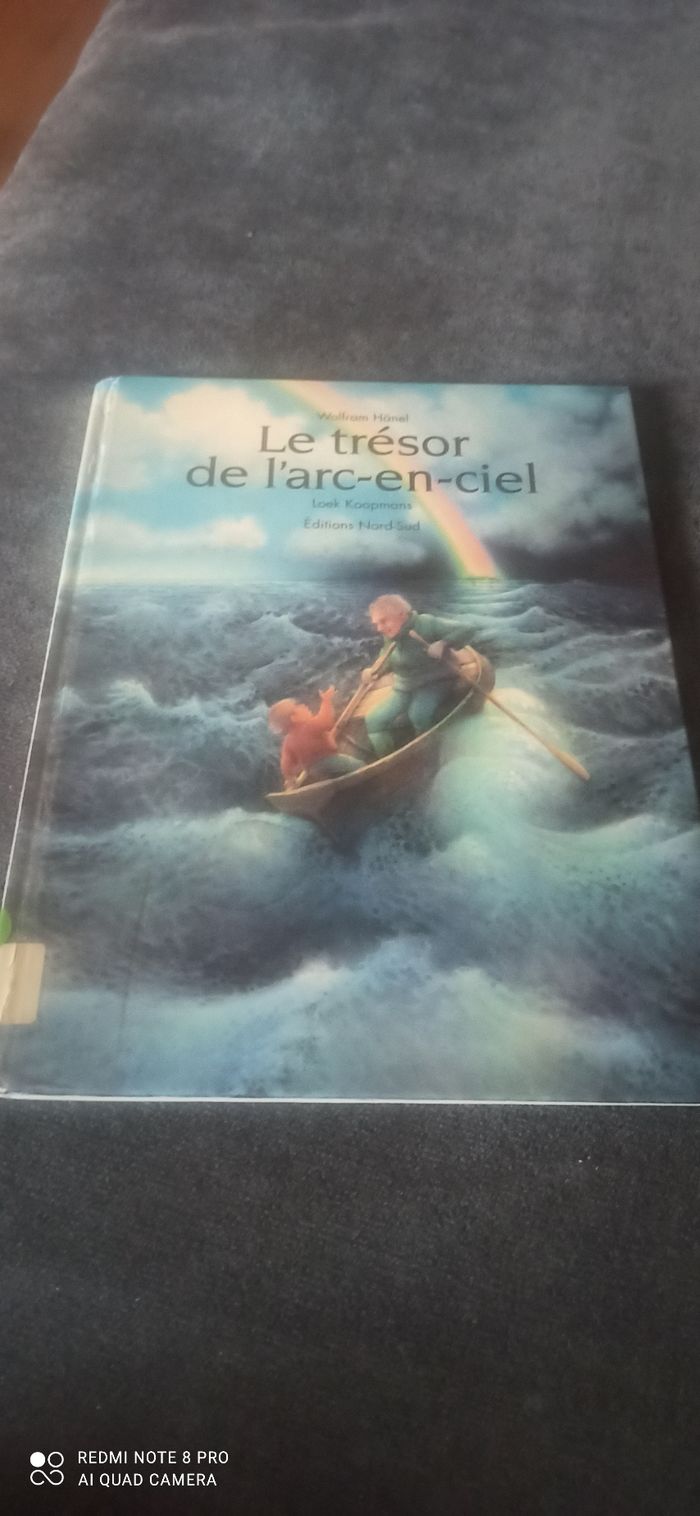 Wolfram Hänel
Le trésor
de l'arc-en-ciel
Loek Koopmans
Éditions Nord-Sud
REDMI NOTE 8 PRO
AI QUAD CAMERA